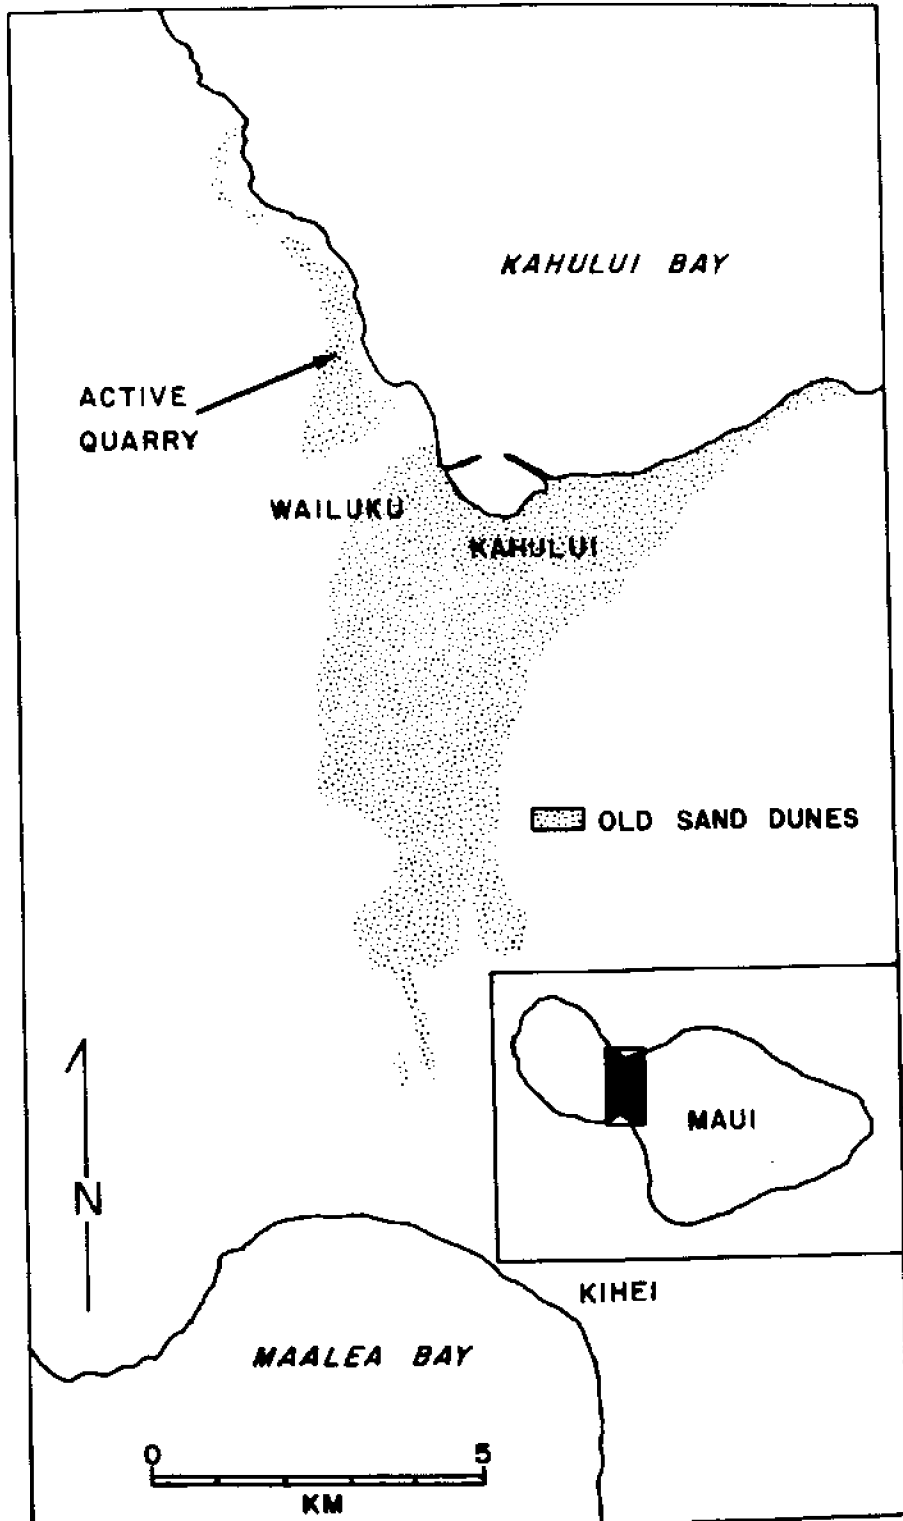 KAHULUI BAY
ACTIVE
QUARRY
WAILUKU
KAHULUI
OLD SAND DUNES
MAUI
N
KIHEI
MAALEA BAY
0 5
KM